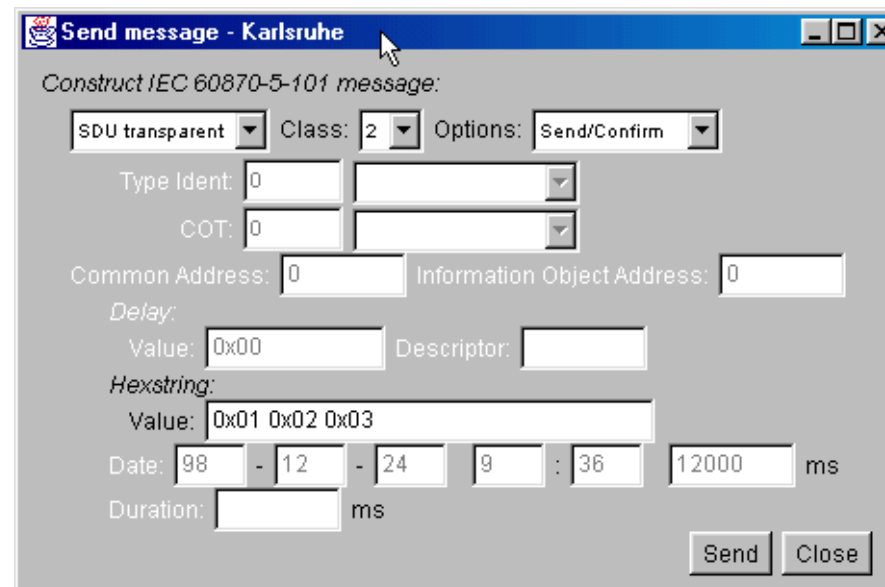 Send message - Karlsruhe
Construct IEC 60870-5-101 message:
SDU transparent Class: 2 Options: Send/Confirm
Type Ident: 0
COT: 0
Common Address: 0 Information Object Address: 0
Delay:
Value: 0x00 Descriptor:
Hexstring:
Value: 0x01 0x02 0x03
Date: 98 - 12 - 24 9 : 36 12000 ms
Duration: ms
Send Close